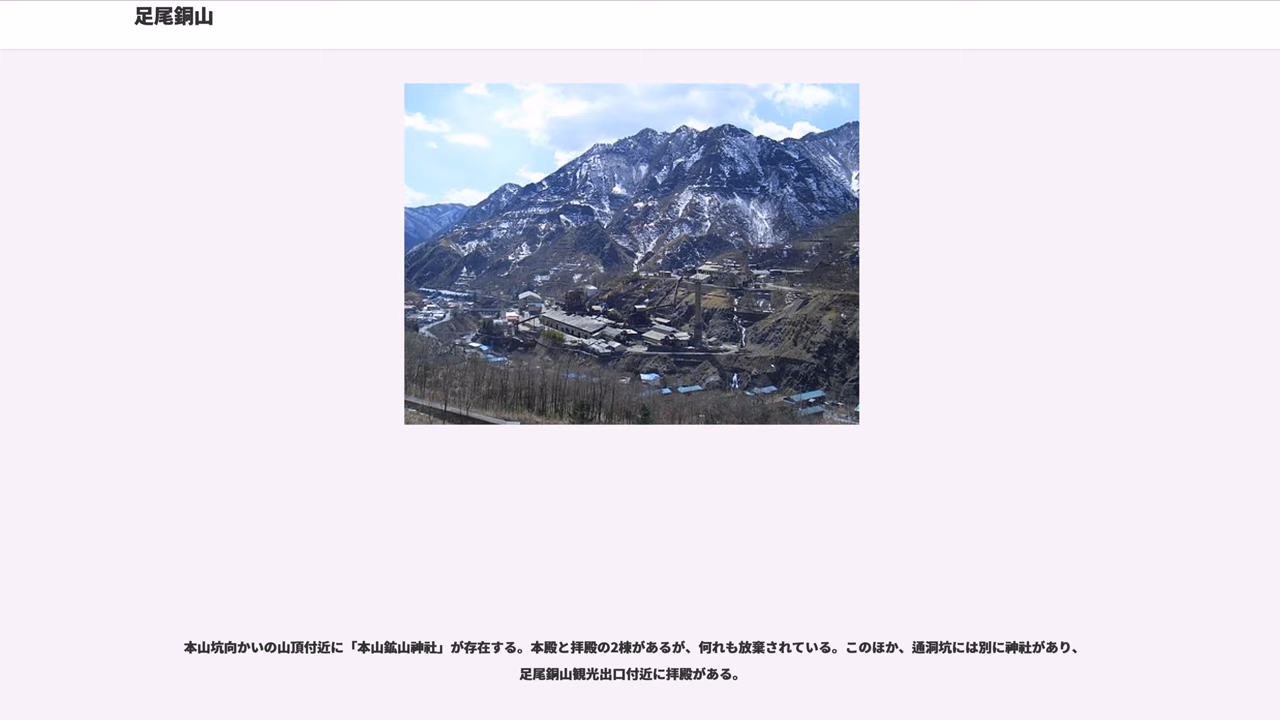 足尾銅山
本山坑向かいの山頂付近に「本山鉱山神社」が存在する。本殿と拝殿の2棟があるが、何れも放棄されている。このほか、通洞坑には別に神社があり、
足尾銅山観光出口付近に拝殿がある。